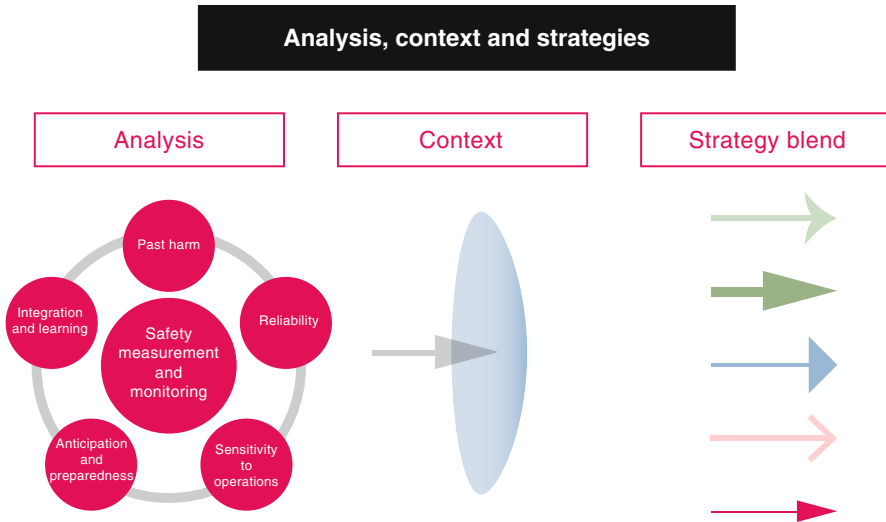 Analysis, context and strategies
Analysis
Context
Strategy blend
Past harm
Integration
and learning
Reliability
Safety
measurement
and
monitoring
Anticipation
and
preparedness
Sensitivity
to
operations